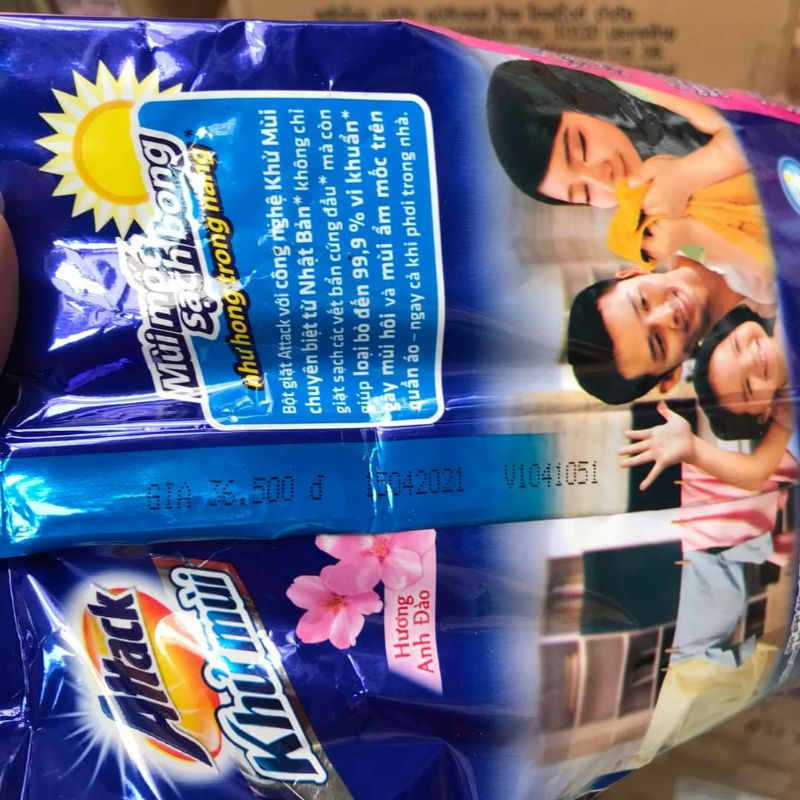 Mùi mốc
sạch bong
như hong trong nắng*
Bột giặt Attack với công nghệ Khử Mùi
chuyên biệt từ Nhật Bản* không chỉ
giặt sạch các vết bẩn cứng đầu* mà còn
giúp loại bỏ đến 99,9 % vi khuẩn*
gây mùi hôi và mùi ẩm mốc trên
quần áo – ngay cả khi phơi trong nhà.
GIA 36.500 đ 15042021 V1041051
Attack
Khử mùi
Hương
Anh Đào